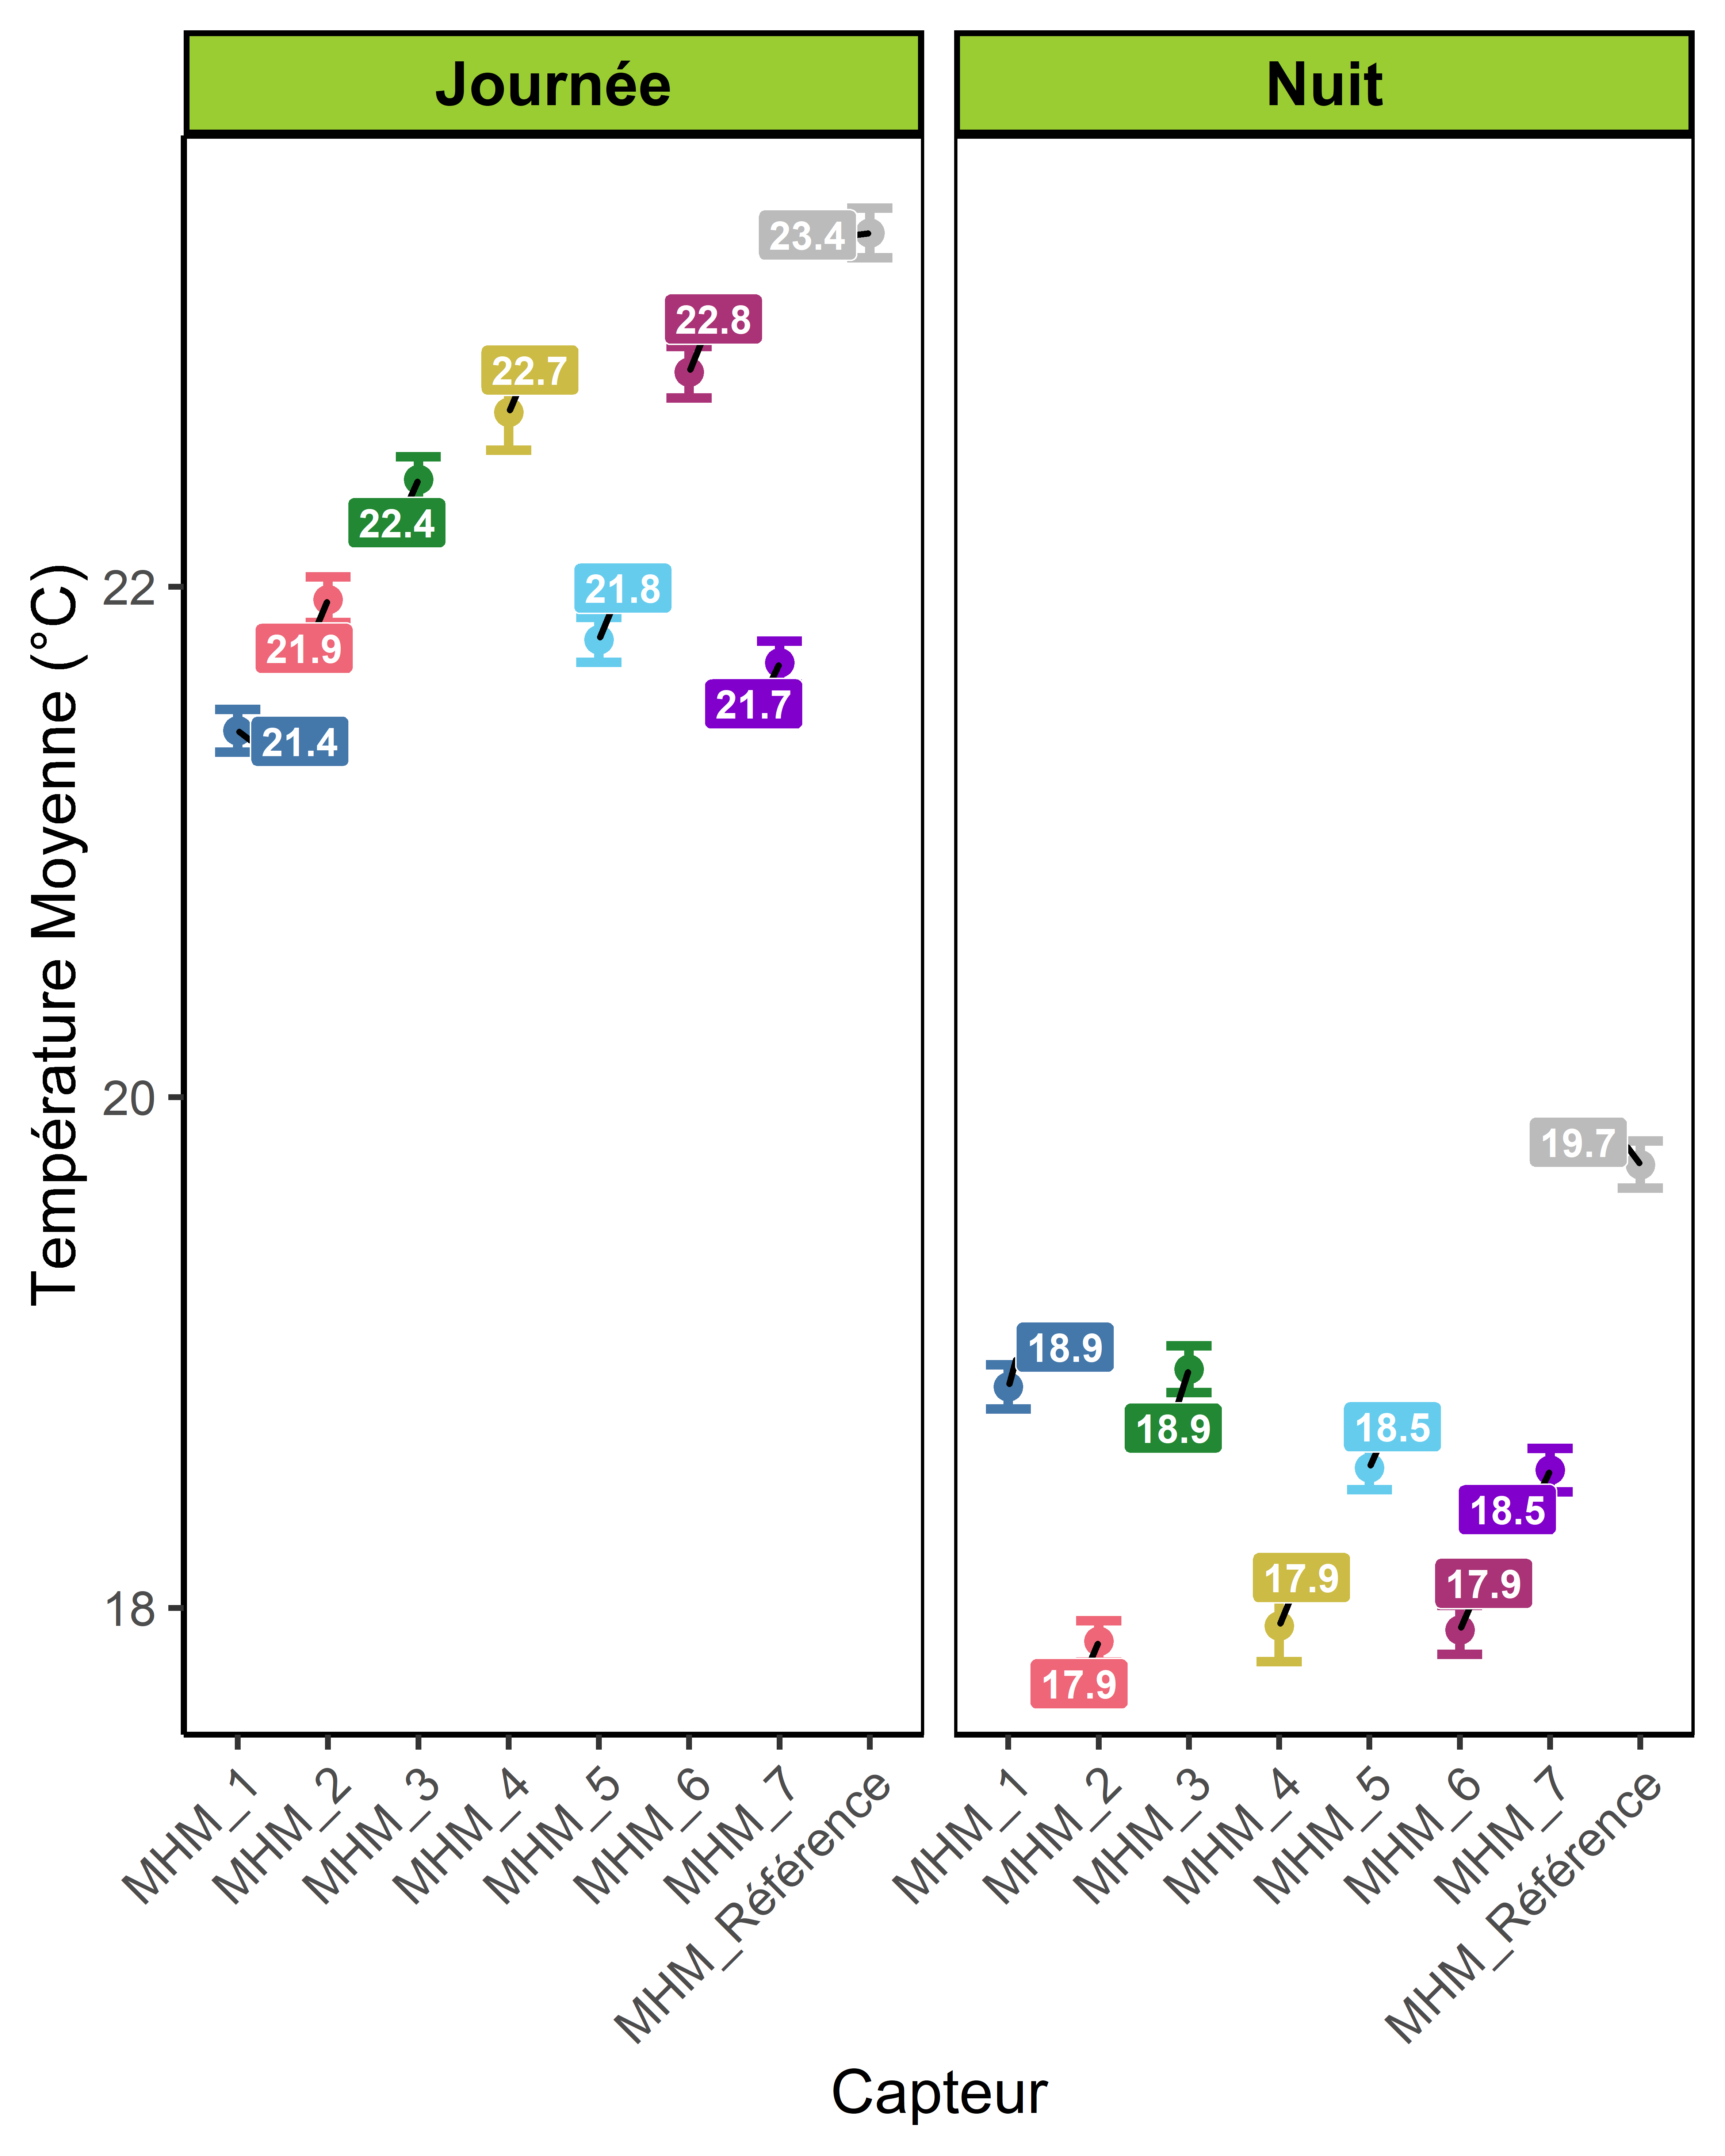 Journée
Nuit
Température Moyenne (°C)
22
20
18
23.4
22.8
22.7
22.4
21.8
21.9
21.7
21.4
19.7
18.9
18.9
18.5
18.5
17.9
17.9
17.9
MHM_1
MHM_2
MHM_3
MHM_4
MHM_5
MHM_6
MHM_7
MHM_Référence
MHM_1
MHM_2
MHM_3
MHM_4
MHM_5
MHM_6
MHM_7
MHM_Référence
Capteur